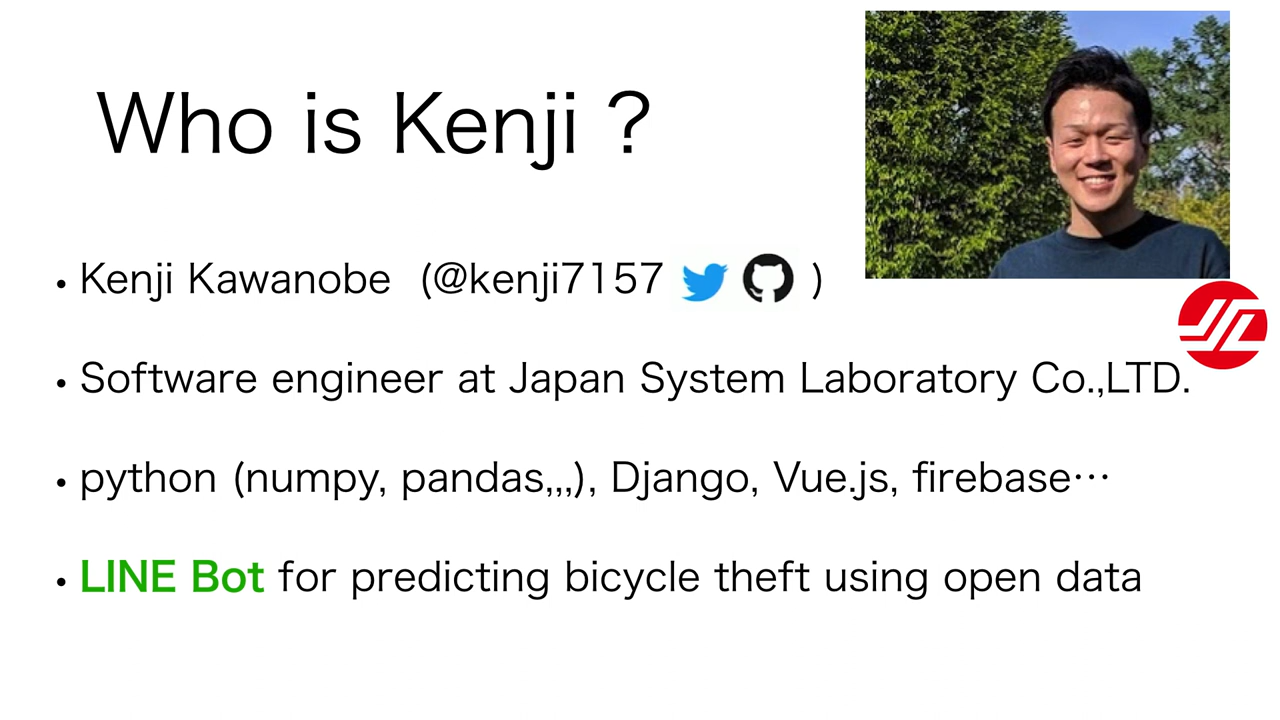 Who is Kenji ?
• Kenji Kawanobe (@kenji7157 )
• Software engineer at Japan System Laboratory Co.,LTD.
• python (numpy, pandas,,,), Django, Vue.js, firebase…
• LINE Bot for predicting bicycle theft using open data